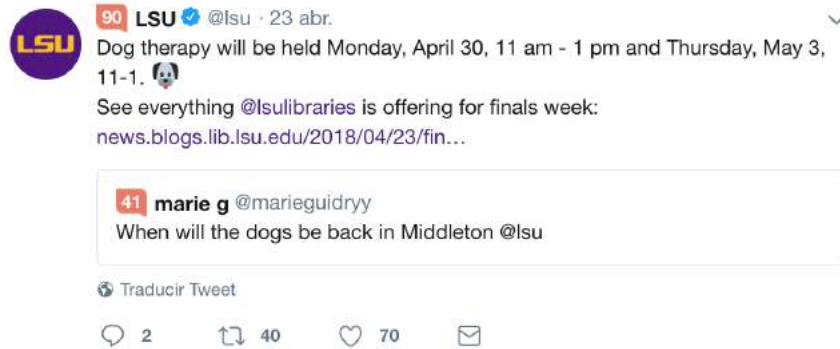 LSU
90 LSU @lsu · 23 abr.
Dog therapy will be held Monday, April 30, 11 am - 1 pm and Thursday, May 3,
11-1. 🐶
See everything @lsulibraries is offering for finals week:
news.blogs.lib.lsu.edu/2018/04/23/fin…
41 marie g @marieguidryy
When will the dogs be back in Middleton @lsu
Traducir Tweet
2 40 70